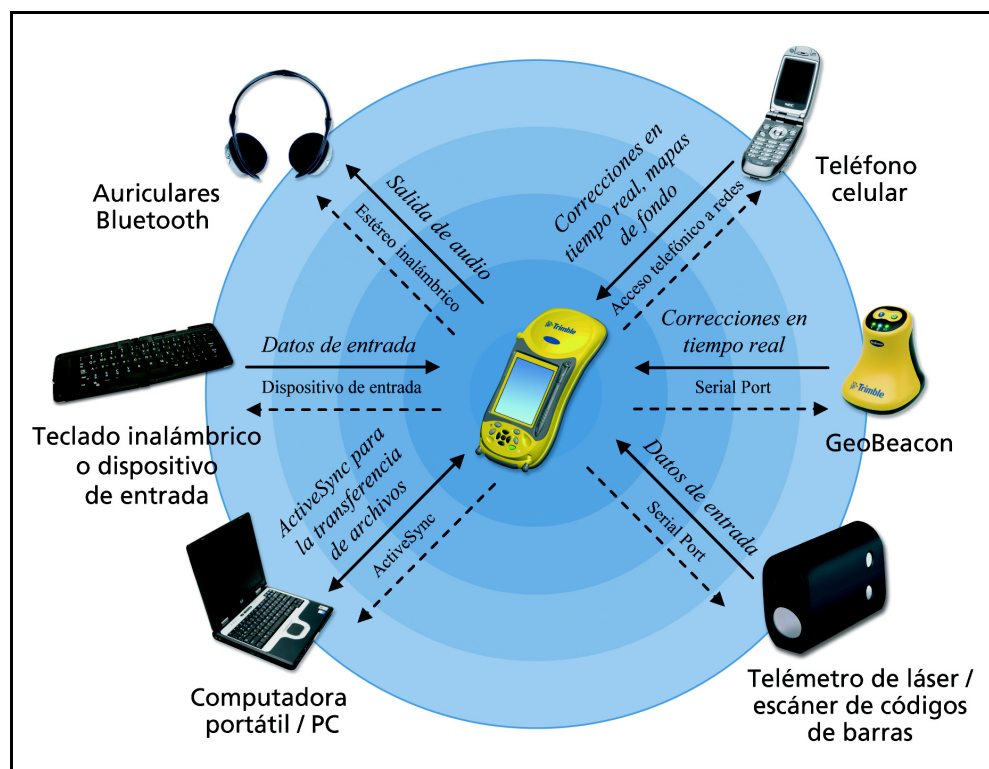 Auriculares
Bluetooth
Salida de audio
Estéreo inalámbrico
Correcciones en
tiempo real, mapas
de fondo
Acceso telefónico a redes
NEC
Teléfono
celular
Trimble
Datos de entrada
Dispositivo de entrada
Teclado inalámbrico
o dispositivo
de entrada
Correcciones en
tiempo real
Serial Port
Trimble
GeoBeacon
ActiveSync para
la transferencia
de archivos
ActiveSync
Computadora
portátil / PC
Datos de entrada
Serial Port
Telémetro de láser /
escáner de códigos
de barras